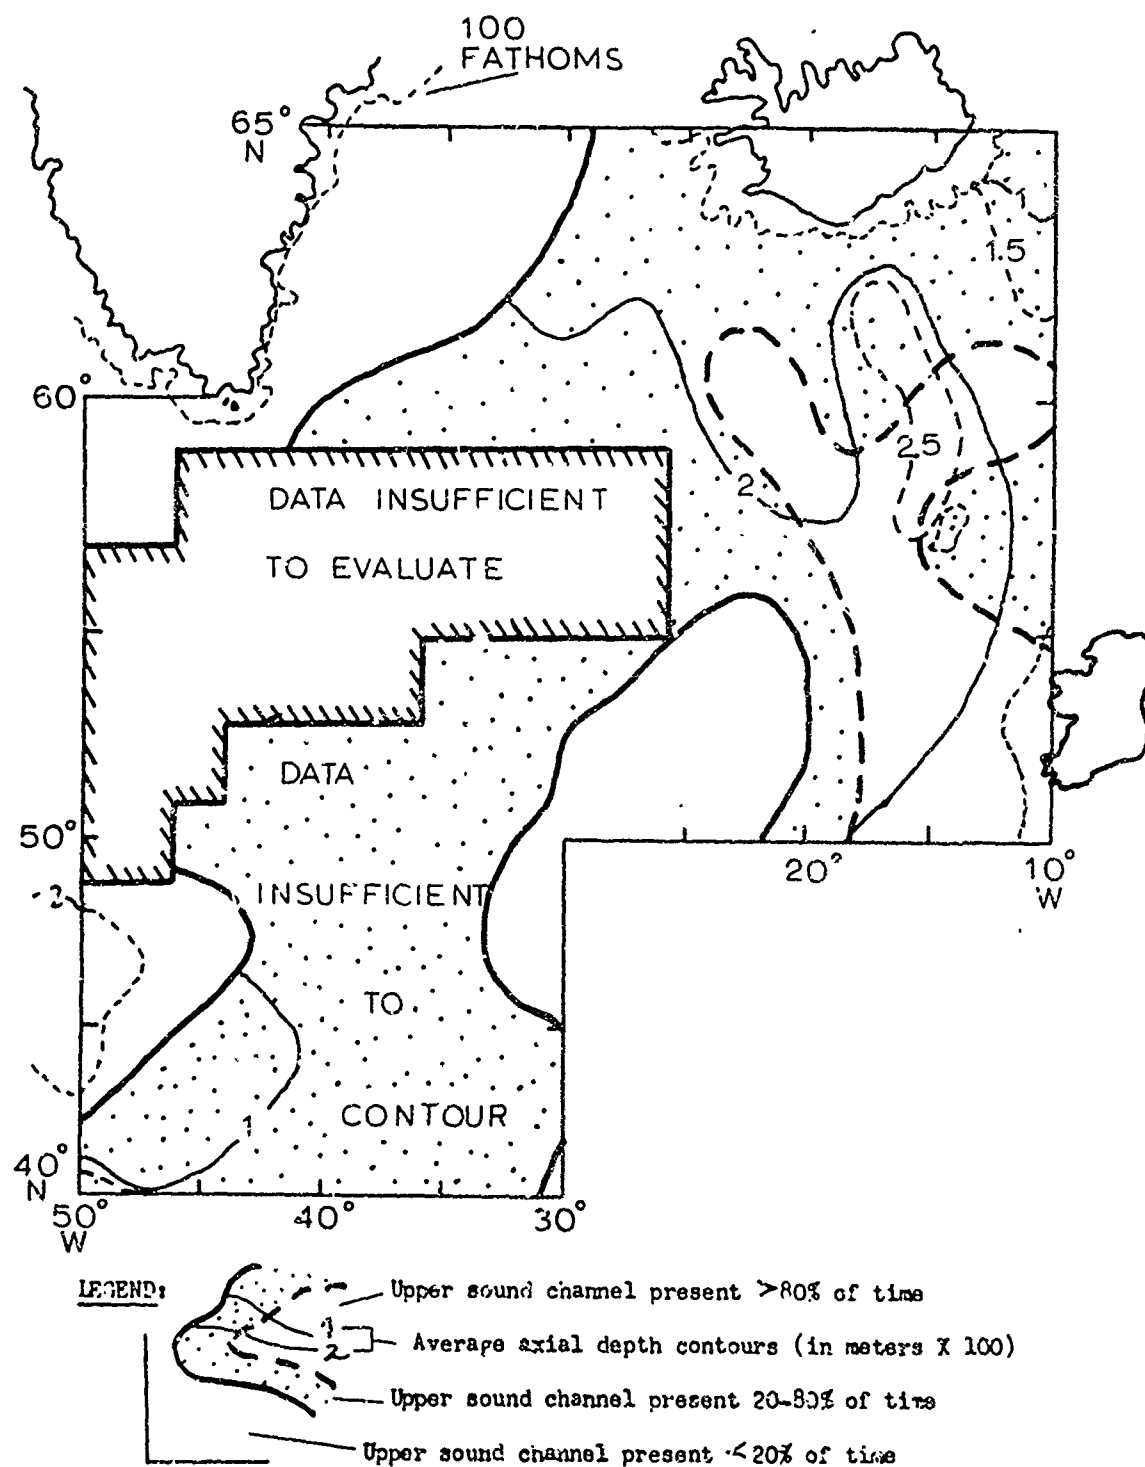 100
FATHOMS
65°
N
1.5
60°
2.5
2
DATA INSUFFICIENT
TO EVALUATE
DATA
50°
INSUFFICIENT
20°
10°
W
2
TO
1
CONTOUR
40°
N
50°
W
40°
30°
LEGEND:
Upper sound channel present >80% of time
1
Average axial depth contours (in meters X 100)
2
Upper sound channel present 20-80% of time
Upper sound channel present <20% of time